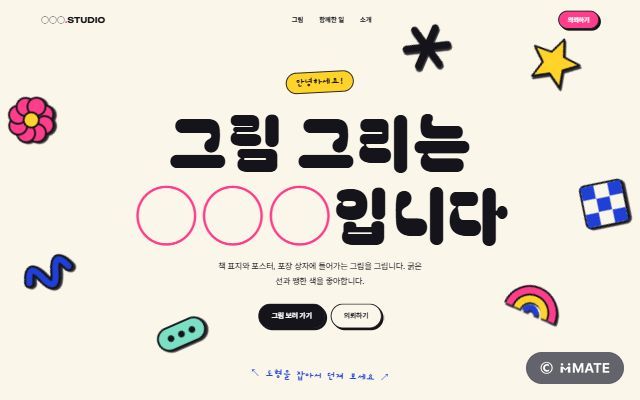 ○○○.STUDIO
그림 함께한 일 소개
의뢰하기
안녕하세요!
그림 그리는
○○○입니다
책 표지와 포스터, 포장 상자에 들어가는 그림을 그립니다. 굵은
선과 쨍한 색을 좋아합니다.
그림 보러 가기 의뢰하기
↖ 도형을 잡아서 던져 보세요 ↗
© MATE